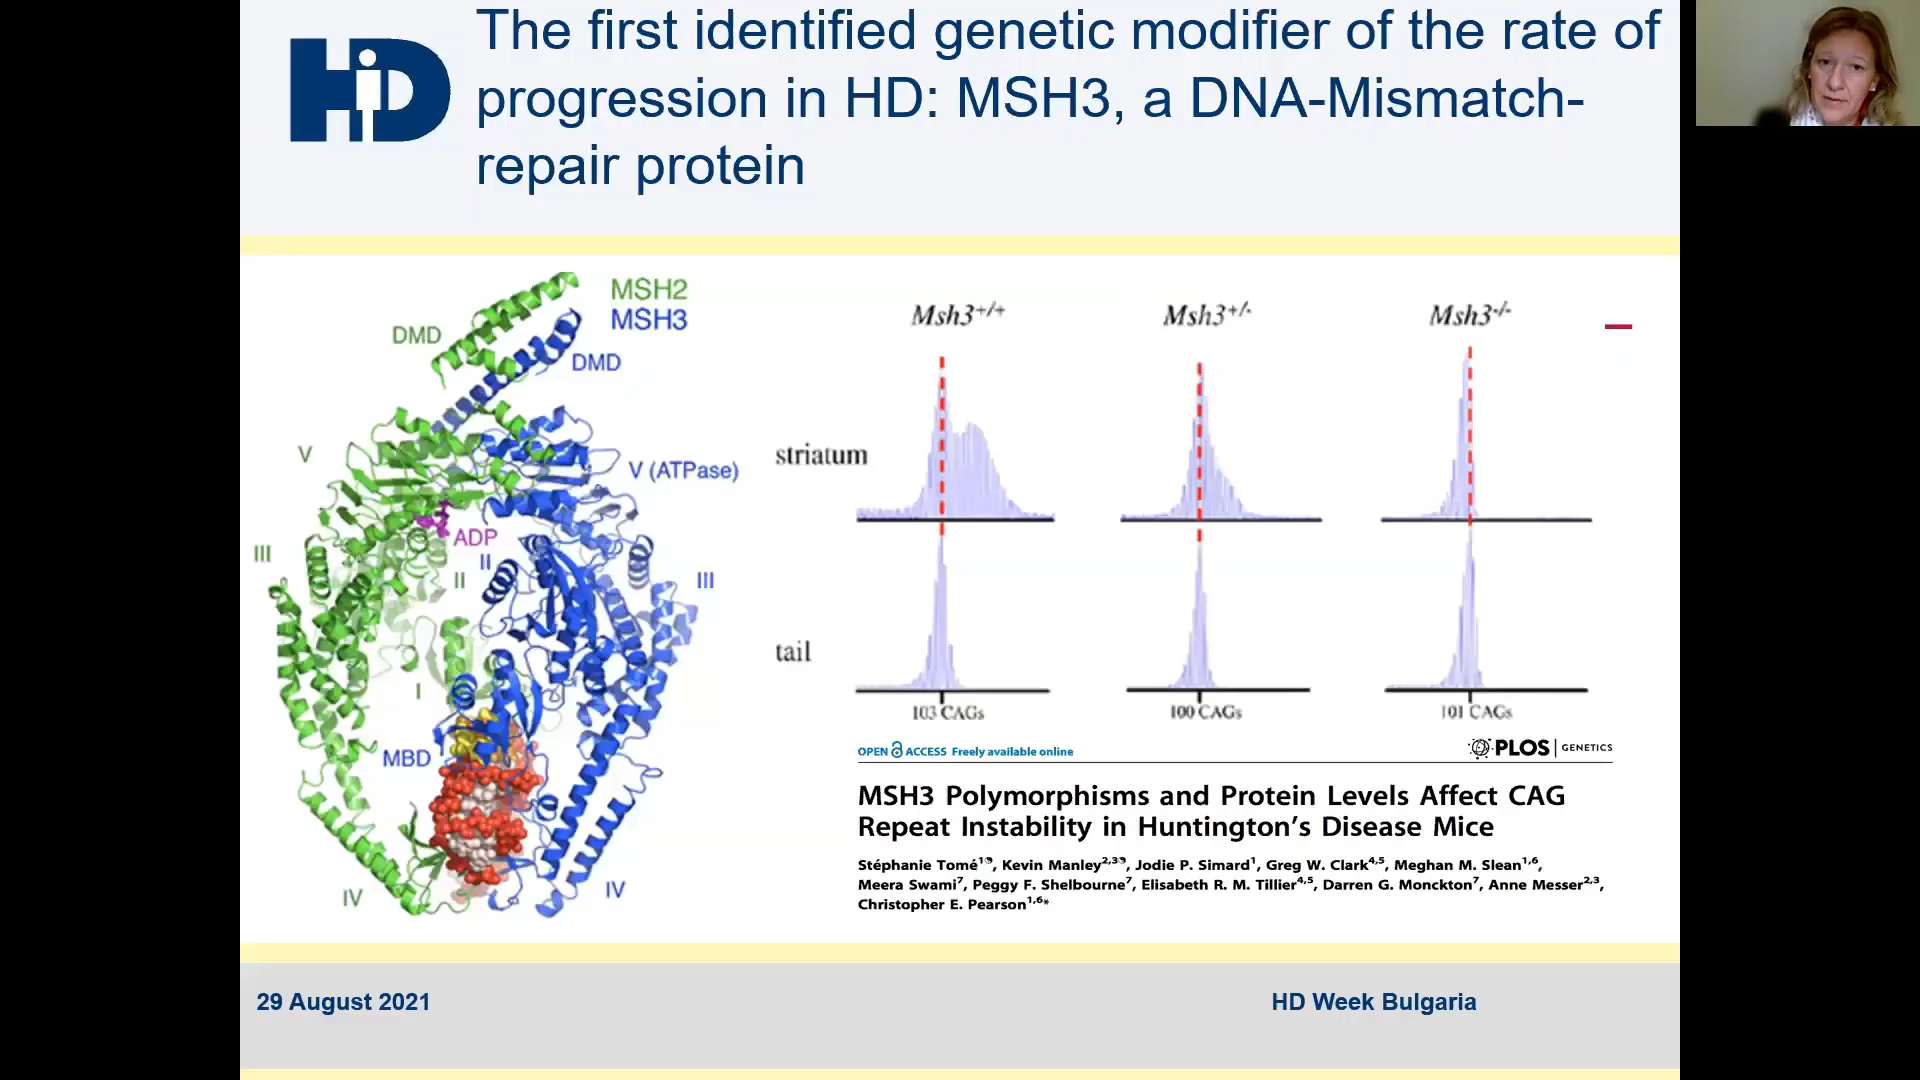 HD
The first identified genetic modifier of the rate of
progression in HD: MSH3, a DNA-Mismatch-
repair protein
MSH2
MSH3
DMD
DMD
V
V (ATPase)
ADP
III
II
II
III
I
MBD
IV
IV
Msh3+/+
Msh3+/-
Msh3-/-
striatum
tail
103 CAGs
100 CAGs
101 CAGs
OPEN ACCESS Freely available online
PLOS | GENETICS
MSH3 Polymorphisms and Protein Levels Affect CAG
Repeat Instability in Huntington's Disease Mice
Stéphanie Tomé1☯, Kevin Manley2,3☯, Jodie P. Simard1, Greg W. Clark4,5, Meghan M. Slean1,6,
Meera Swami7, Peggy F. Shelbourne7, Elisabeth R. M. Tillier4,5, Darren G. Monckton7, Anne Messer2,3,
Christopher E. Pearson1,6*
29 August 2021
HD Week Bulgaria